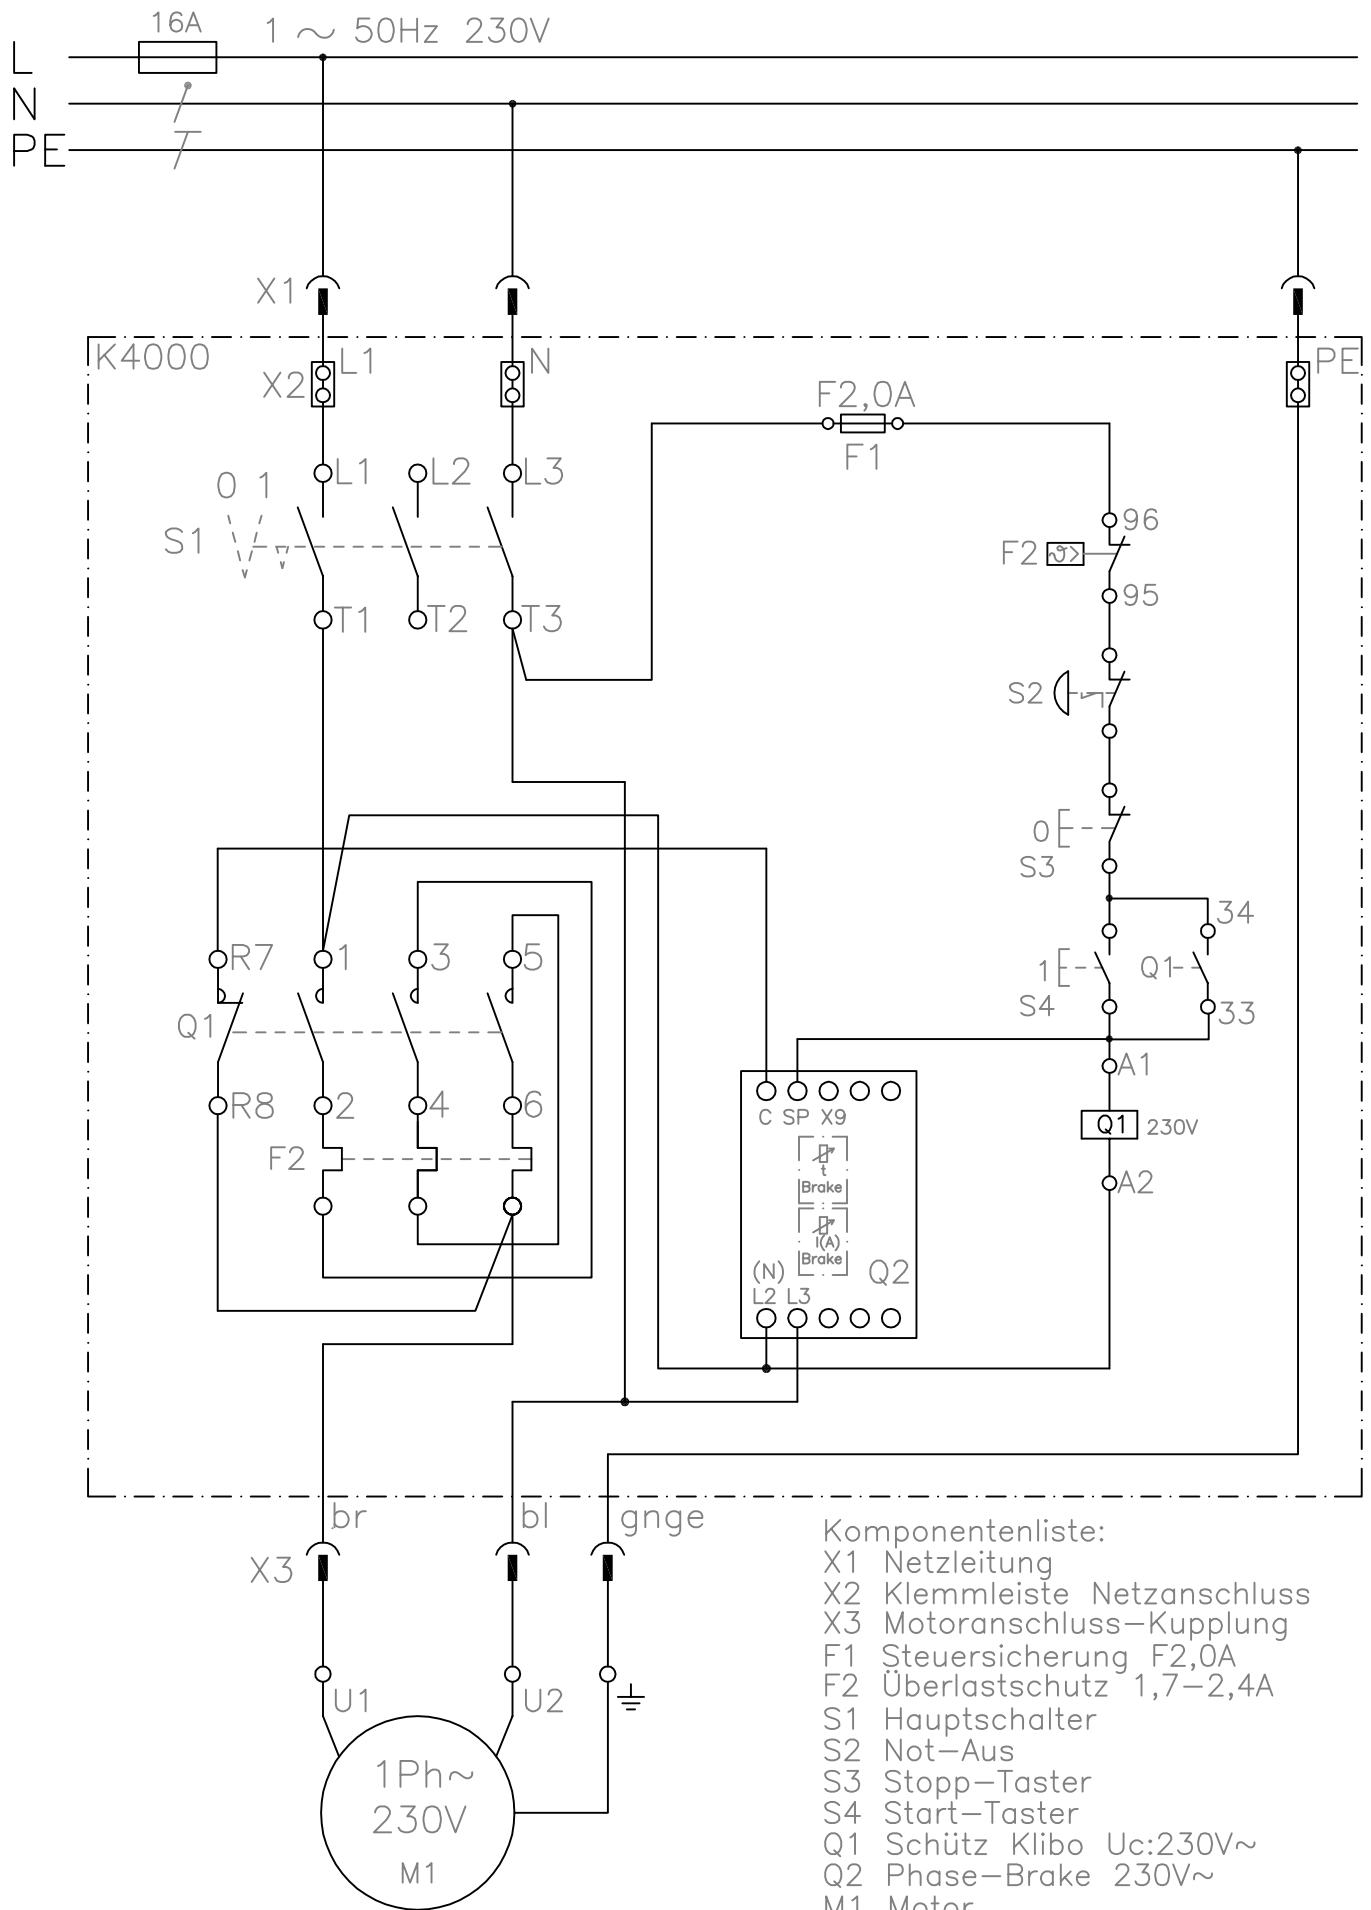 16A
1 ~ 50Hz 230V
L
N
PE
X1
K4000
L1
N
PE
X2
F2,0A
F1
L1
L2
L3
0 1
S1
96
F2
ϑ>
95
T1
T2
T3
S2
0
S3
34
R7
1
3
5
1
Q1
S4
33
Q1
A1
R8
2
4
6
C SP X9
Q1
230V
F2
t
Brake
A2
I(A)
Brake
(N)
Q2
L2 L3
br
bl
gnge
X3
U1
U2
1Ph~
230V
M1
Komponentenliste:
X1 Netzleitung
X2 Klemmleiste Netzanschluss
X3 Motoranschluss-Kupplung
F1 Steuersicherung F2,0A
F2 Überlastschutz 1,7-2,4A
S1 Hauptschalter
S2 Not-Aus
S3 Stopp-Taster
S4 Start-Taster
Q1 Schütz Klibo Uc:230V~
Q2 Phase-Brake 230V~
M1 Motor